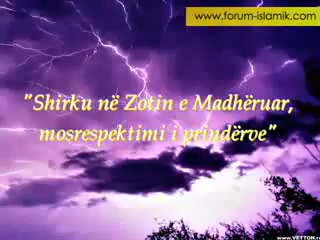 www.forum-islamik.com
"Shirku në Zotin e Madhëruar,
mosrespektimi i prindërve"